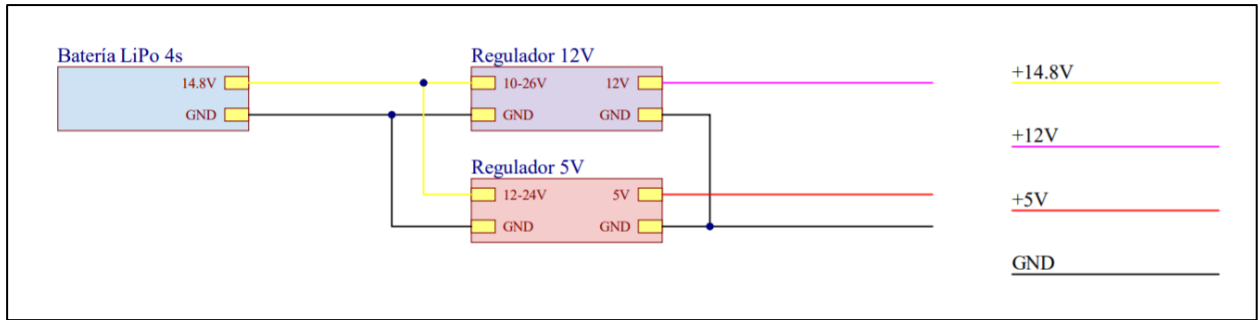 Batería LiPo 4s
14.8V
GND
Regulador 12V
10-26V 12V
GND GND
Regulador 5V
12-24V 5V
GND GND
+14.8V
+12V
+5V
GND